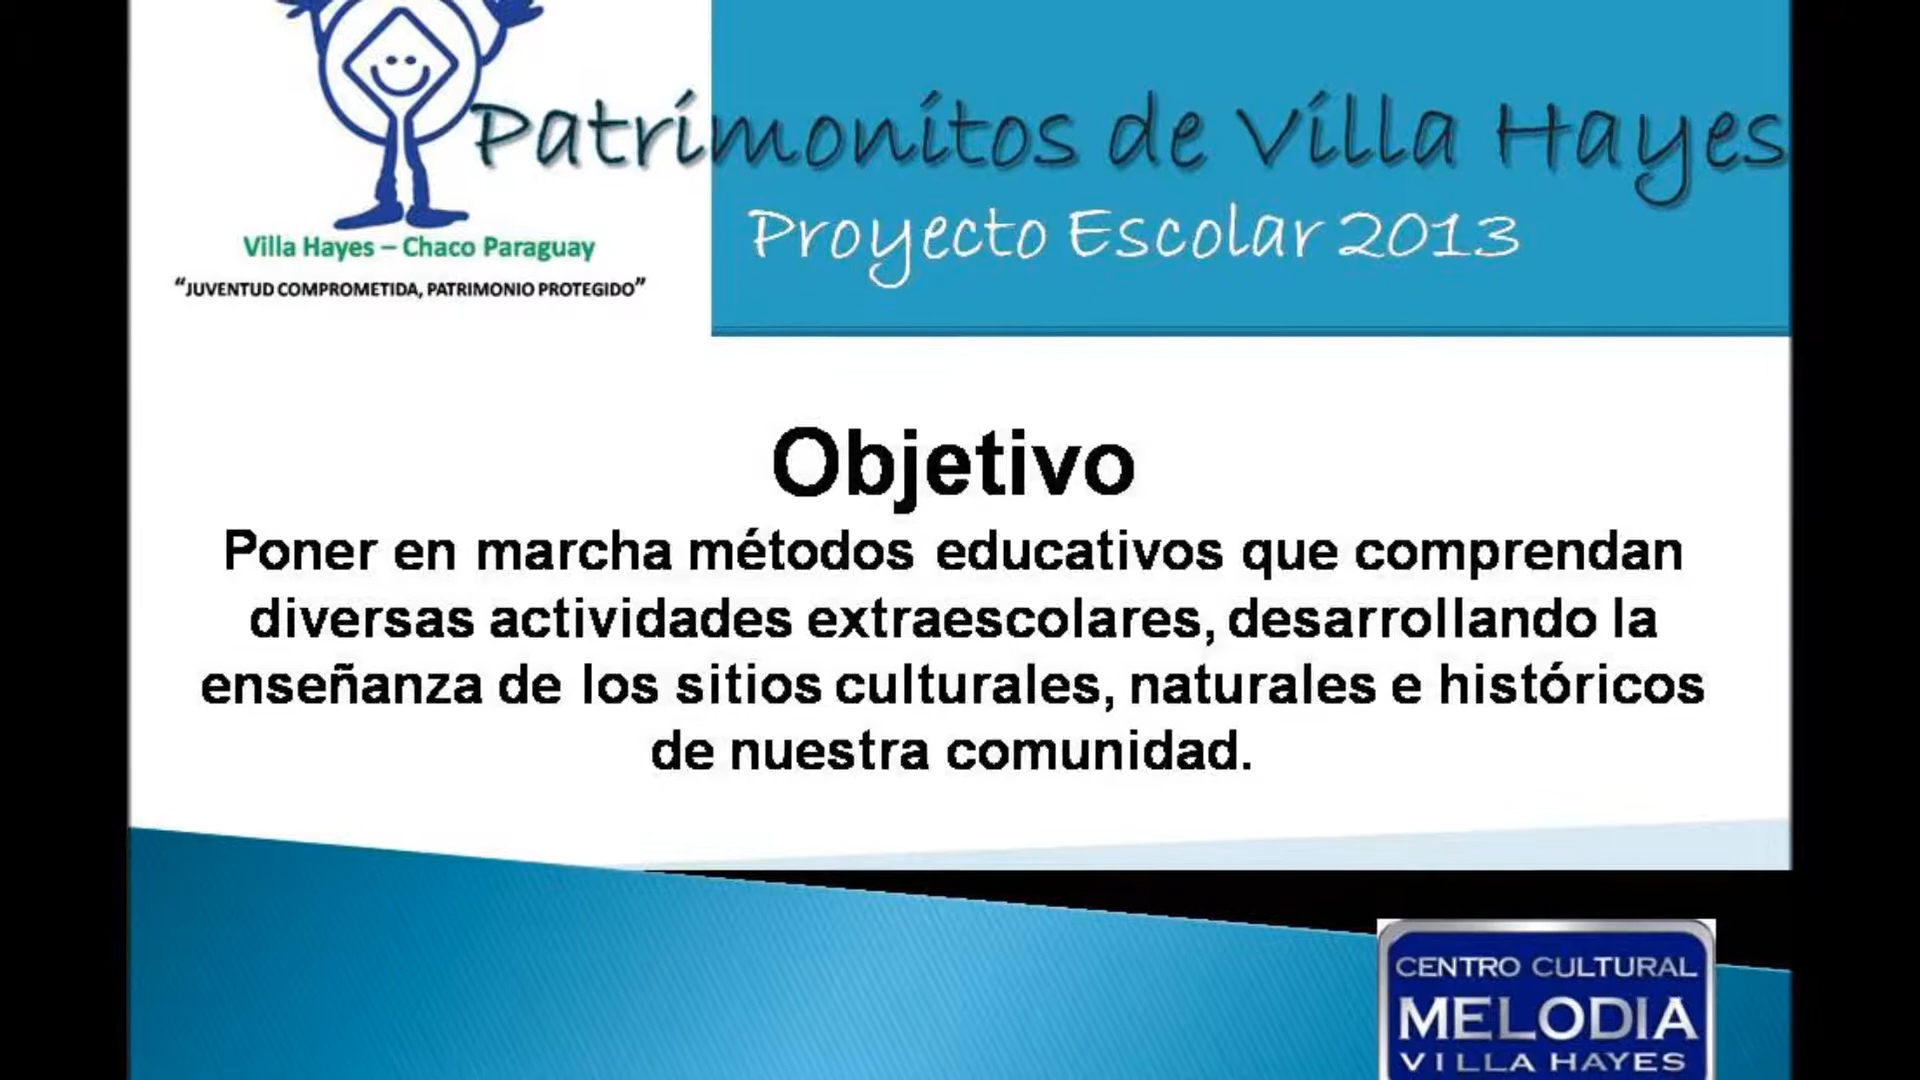 Patrimonitos de Villa Hayes
Proyecto Escolar 2013
Villa Hayes – Chaco Paraguay
“JUVENTUD COMPROMETIDA, PATRIMONIO PROTEGIDO”
Objetivo
Poner en marcha métodos educativos que comprendan
diversas actividades extraescolares, desarrollando la
enseñanza de los sitios culturales, naturales e históricos
de nuestra comunidad.
CENTRO CULTURAL
MELODIA
VILLA HAYES